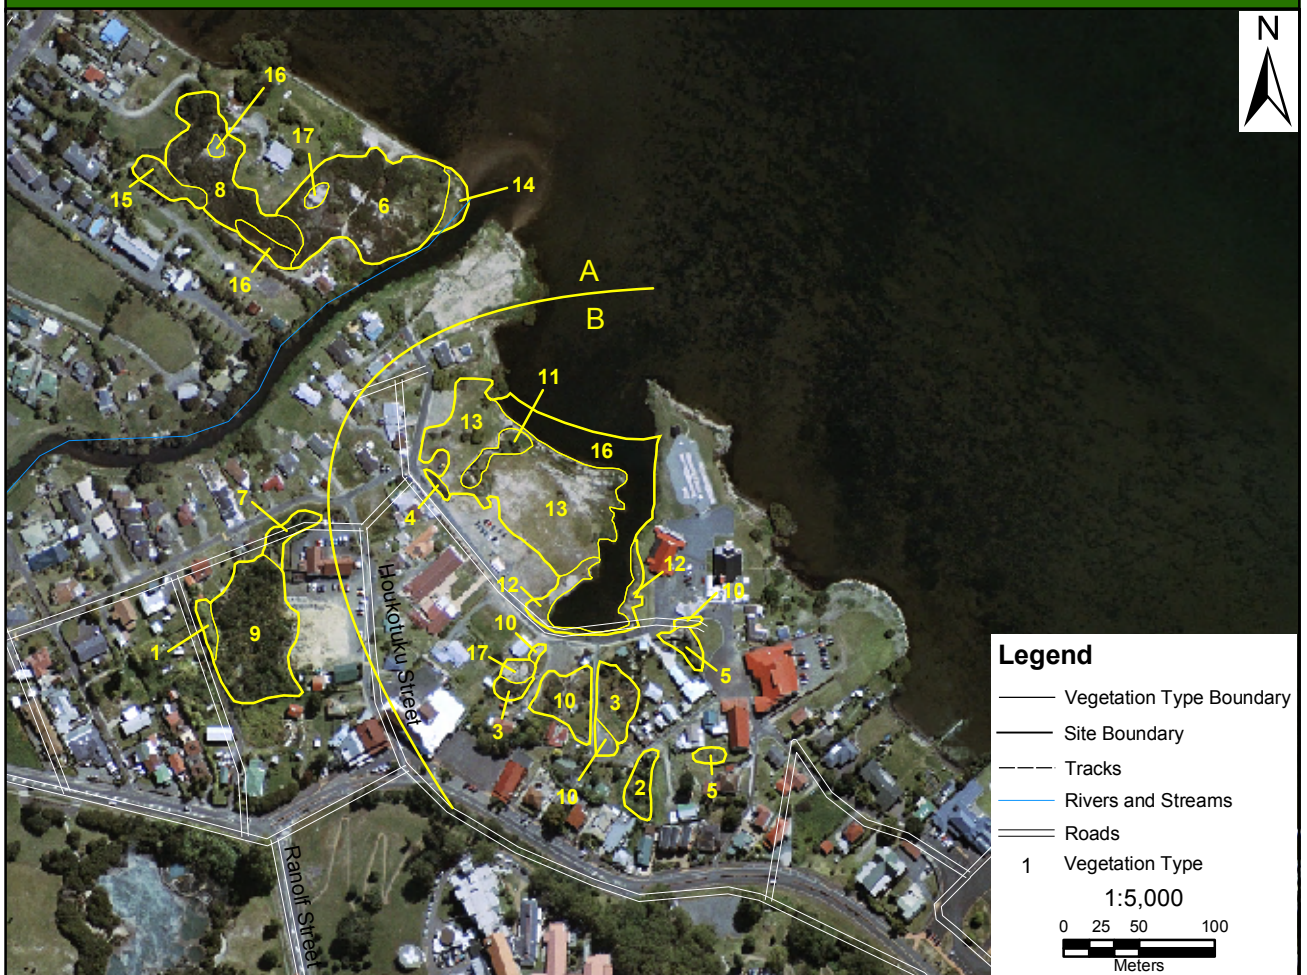 N
16
17
15
8
6
14
16
A
B
11
13
16
13
4
7
12
12
10
10
1
9
17
5
3
10
3
2
5
10
Houkotuku Street
Ranolf Street
Legend
Vegetation Type Boundary
Site Boundary
Tracks
Rivers and Streams
Roads
1 Vegetation Type
1:5,000
0 25 50 100
Meters